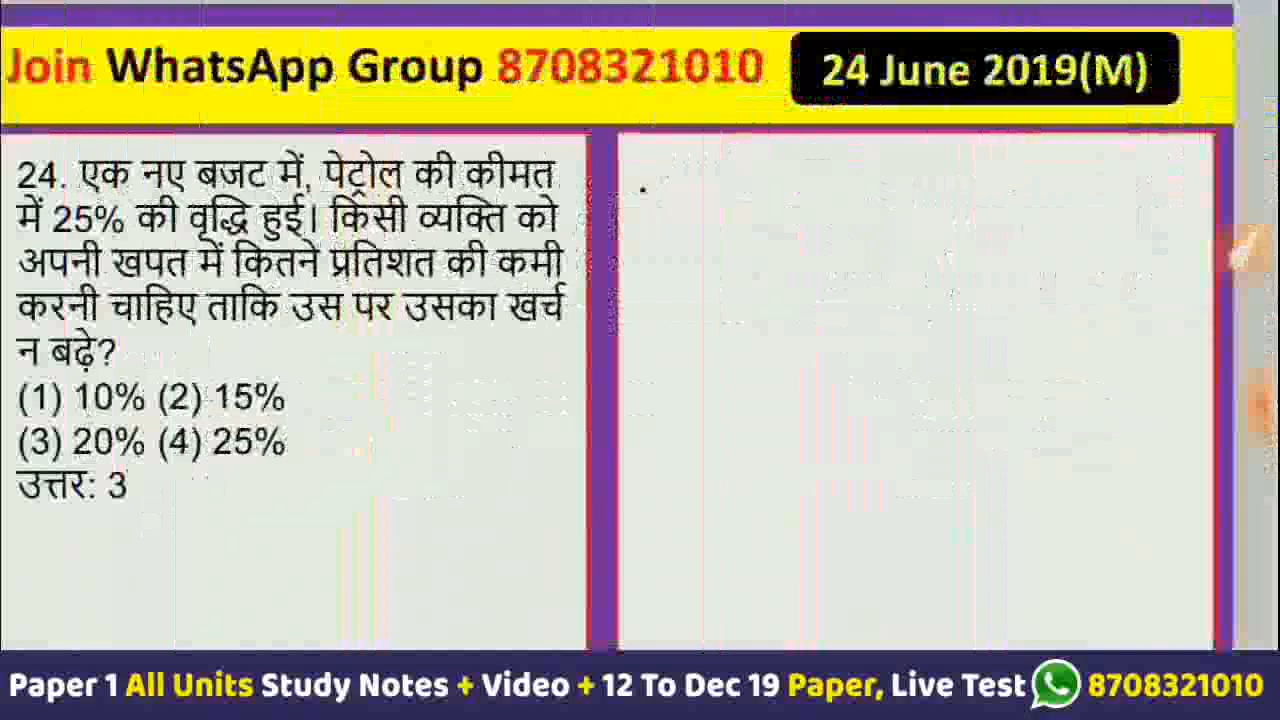 Join WhatsApp Group 8708321010
24 June 2019(M)
24. एक नए बजट में, पेट्रोल की कीमत
में 25% की वृद्धि हुई। किसी व्यक्ति को
अपनी खपत में कितने प्रतिशत की कमी
करनी चाहिए ताकि उस पर उसका खर्च
न बढ़े?
(1) 10% (2) 15%
(3) 20% (4) 25%
उत्तर: 3
Paper 1 All Units Study Notes + Video + 12 To Dec 19 Paper, Live Test 8708321010